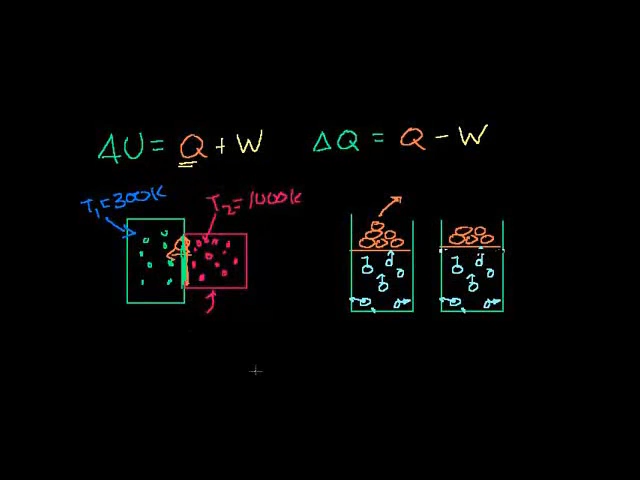 ΔU = Q + W
ΔQ = Q - W
T₁ = 300K
T₂ = 1000K